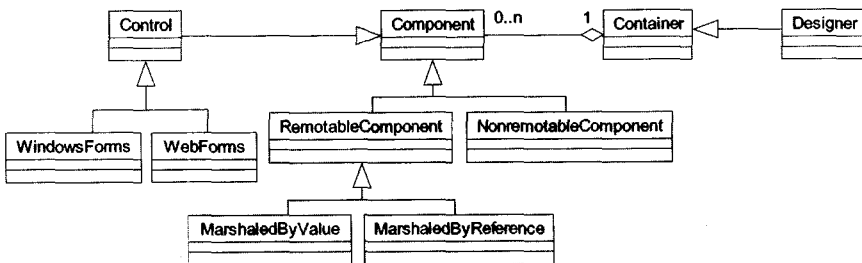 Control
Component
0..n
1
Container
Designer
WindowsForms
WebForms
RemotableComponent
NonremotableComponent
MarshaledByValue
MarshaledByReference